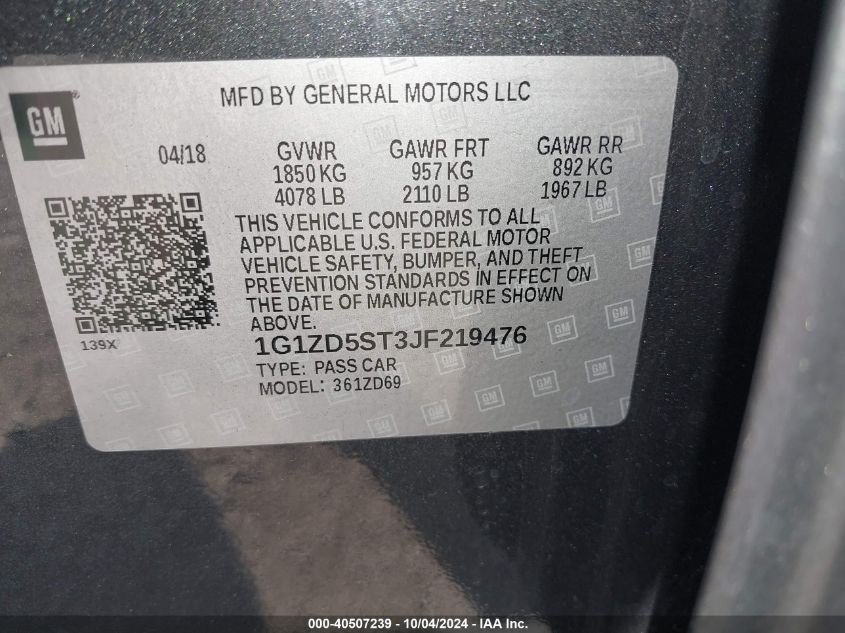 MFD BY GENERAL MOTORS LLC
GM
04/18
GVWR GAWR FRT GAWR RR
1850 KG 957 KG 892 KG
4078 LB 2110 LB 1967 LB
THIS VEHICLE CONFORMS TO ALL
APPLICABLE U.S. FEDERAL MOTOR
VEHICLE SAFETY, BUMPER, AND THEFT
PREVENTION STANDARDS IN EFFECT ON
THE DATE OF MANUFACTURE SHOWN
ABOVE.
139X
1G1ZD5ST3JF219476
TYPE: PASS CAR
MODEL: 361ZD69
000-40507239 - 10/04/2024 - IAA Inc.